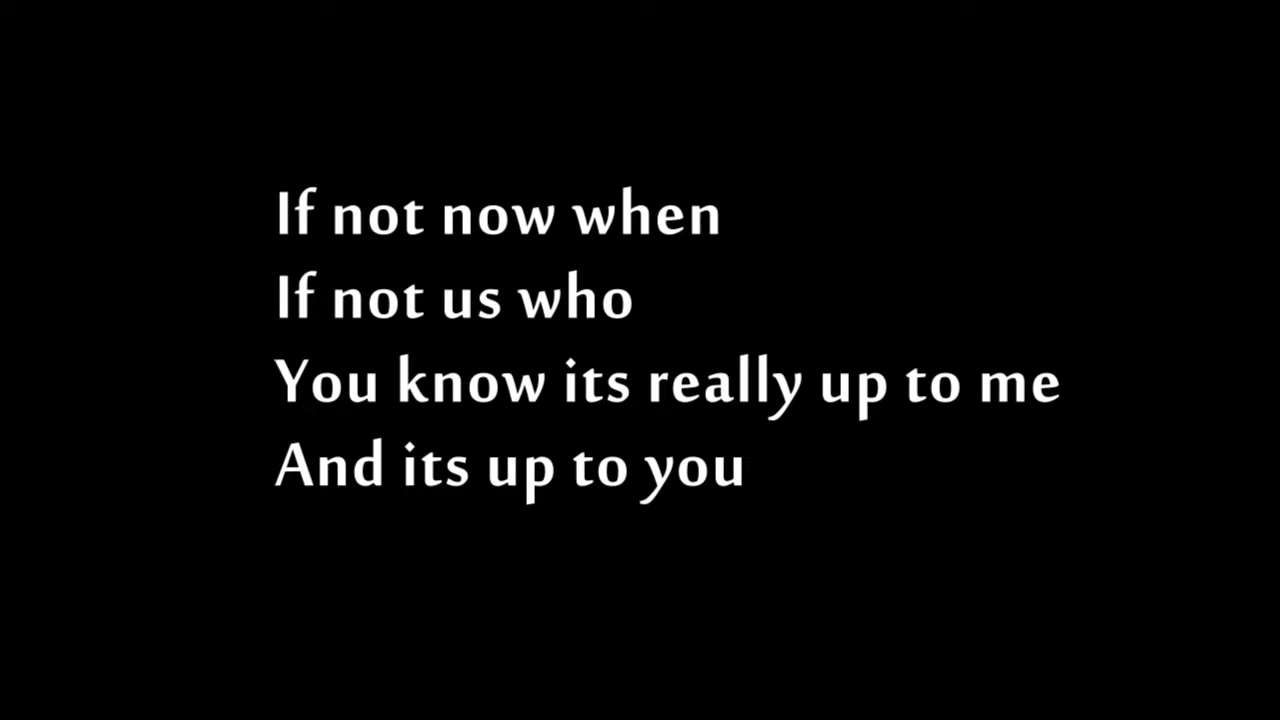 If not now when
If not us who
You know its really up to me
And its up to you